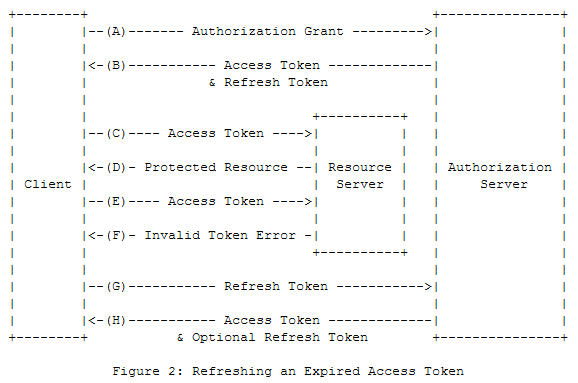 +--------+                                           +---------------+
|        |--(A)------- Authorization Grant --------->|               |
|        |                                           |               |
|        |<-(B)----------- Access Token -------------|               |
|        |               & Refresh Token             |               |
|        |                                           |               |
|        |                            +----------+   |               |
|        |--(C)---- Access Token ---->|          |   |               |
|        |                            |          |   |               |
|        |<-(D)- Protected Resource --| Resource |   | Authorization |
| Client |                            |  Server  |   |     Server    |
|        |--(E)---- Access Token ---->|          |   |               |
|        |                            |          |   |               |
|        |<-(F)- Invalid Token Error -|          |   |               |
|        |                            +----------+   |               |
|        |                                           |               |
|        |--(G)----------- Refresh Token ----------->|               |
|        |                                           |               |
|        |<-(H)----------- Access Token -------------|               |
+--------+           & Optional Refresh Token        +---------------+
Figure 2: Refreshing an Expired Access Token